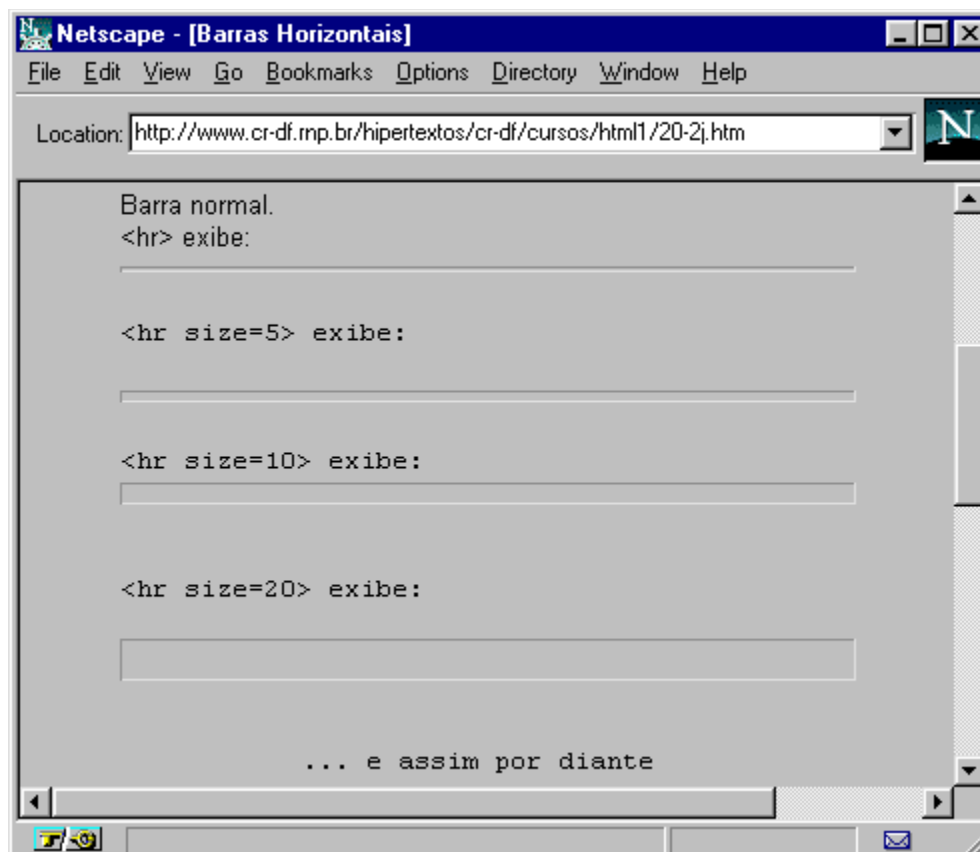 Netscape - [Barras Horizontais]
File Edit View Go Bookmarks Options Directory Window Help
Location: http://www.cr-df.rnp.br/hipertextos/cr-df/cursos/html1/20-2j.htm
N
Barra normal.
<hr> exibe:
<hr size=5> exibe:
<hr size=10> exibe:
<hr size=20> exibe:
... e assim por diante